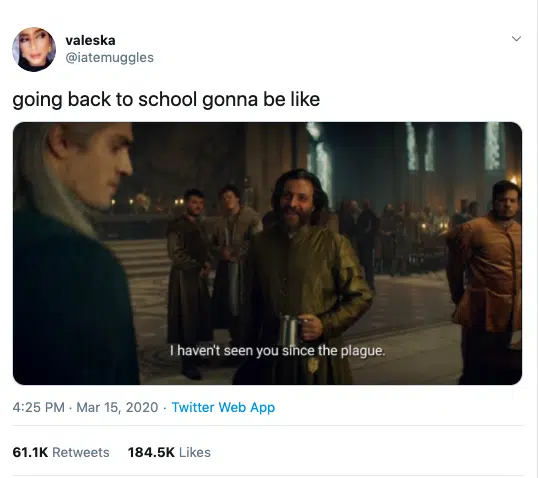 valeska
@iatemuggles
going back to school gonna be like
I haven't seen you since the plague.
4:25 PM · Mar 15, 2020 · Twitter Web App
61.1K Retweets 184.5K Likes